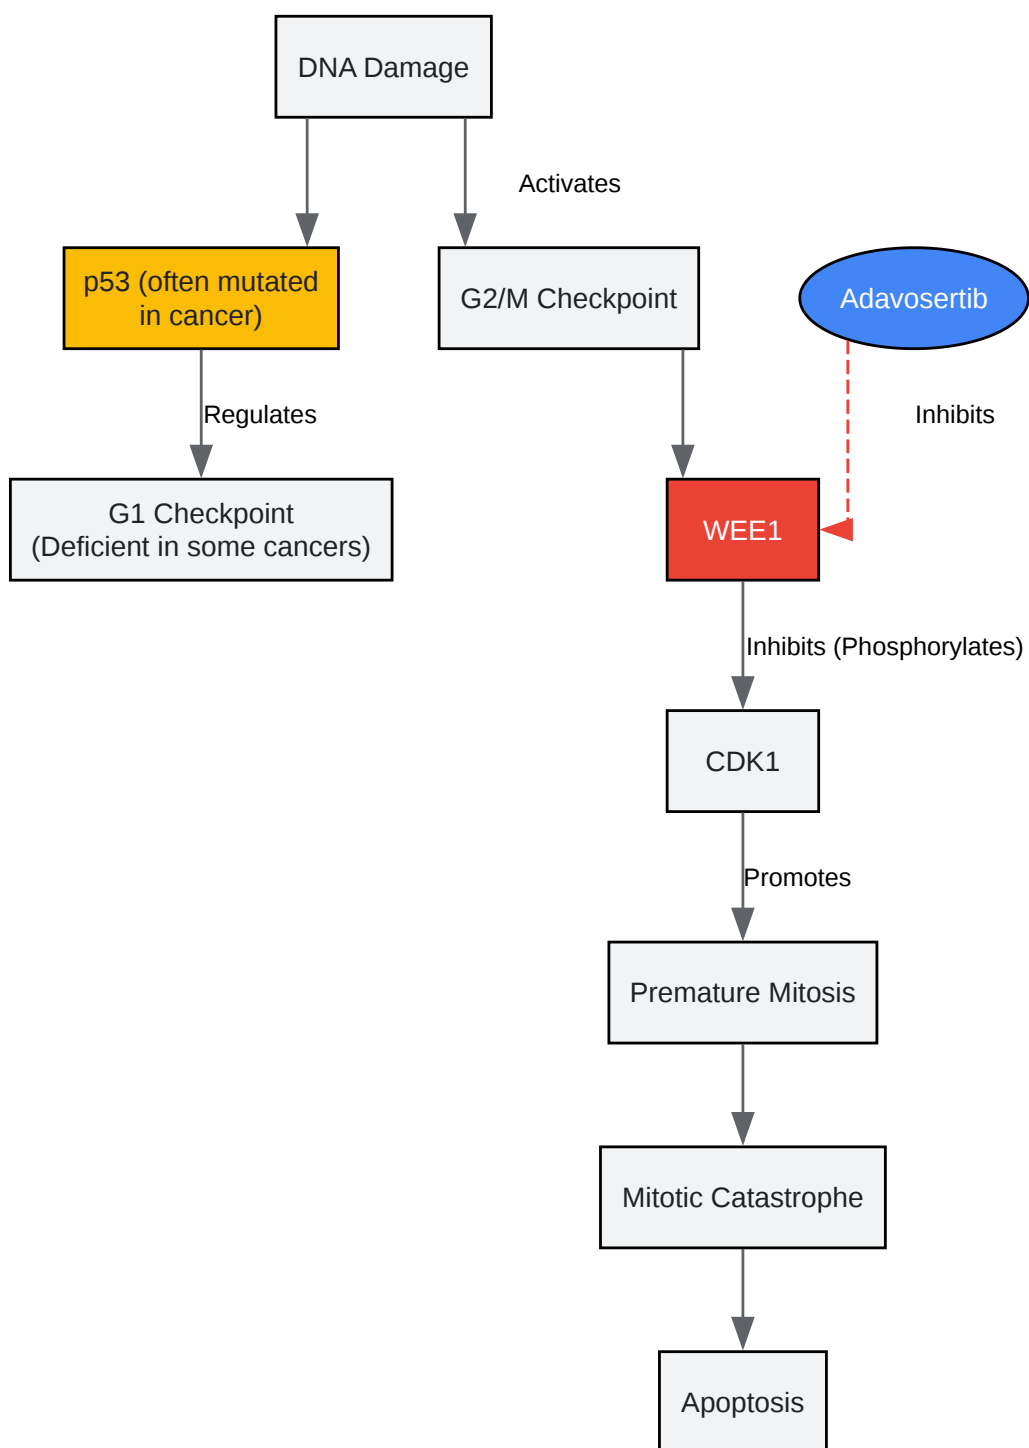 DNA Damage
Activates
p53 (often mutated
in cancer)
G2/M Checkpoint
Adavosertib
Regulates
Inhibits
G1 Checkpoint
(Deficient in some cancers)
WEE1
Inhibits (Phosphorylates)
CDK1
Promotes
Premature Mitosis
Mitotic Catastrophe
Apoptosis